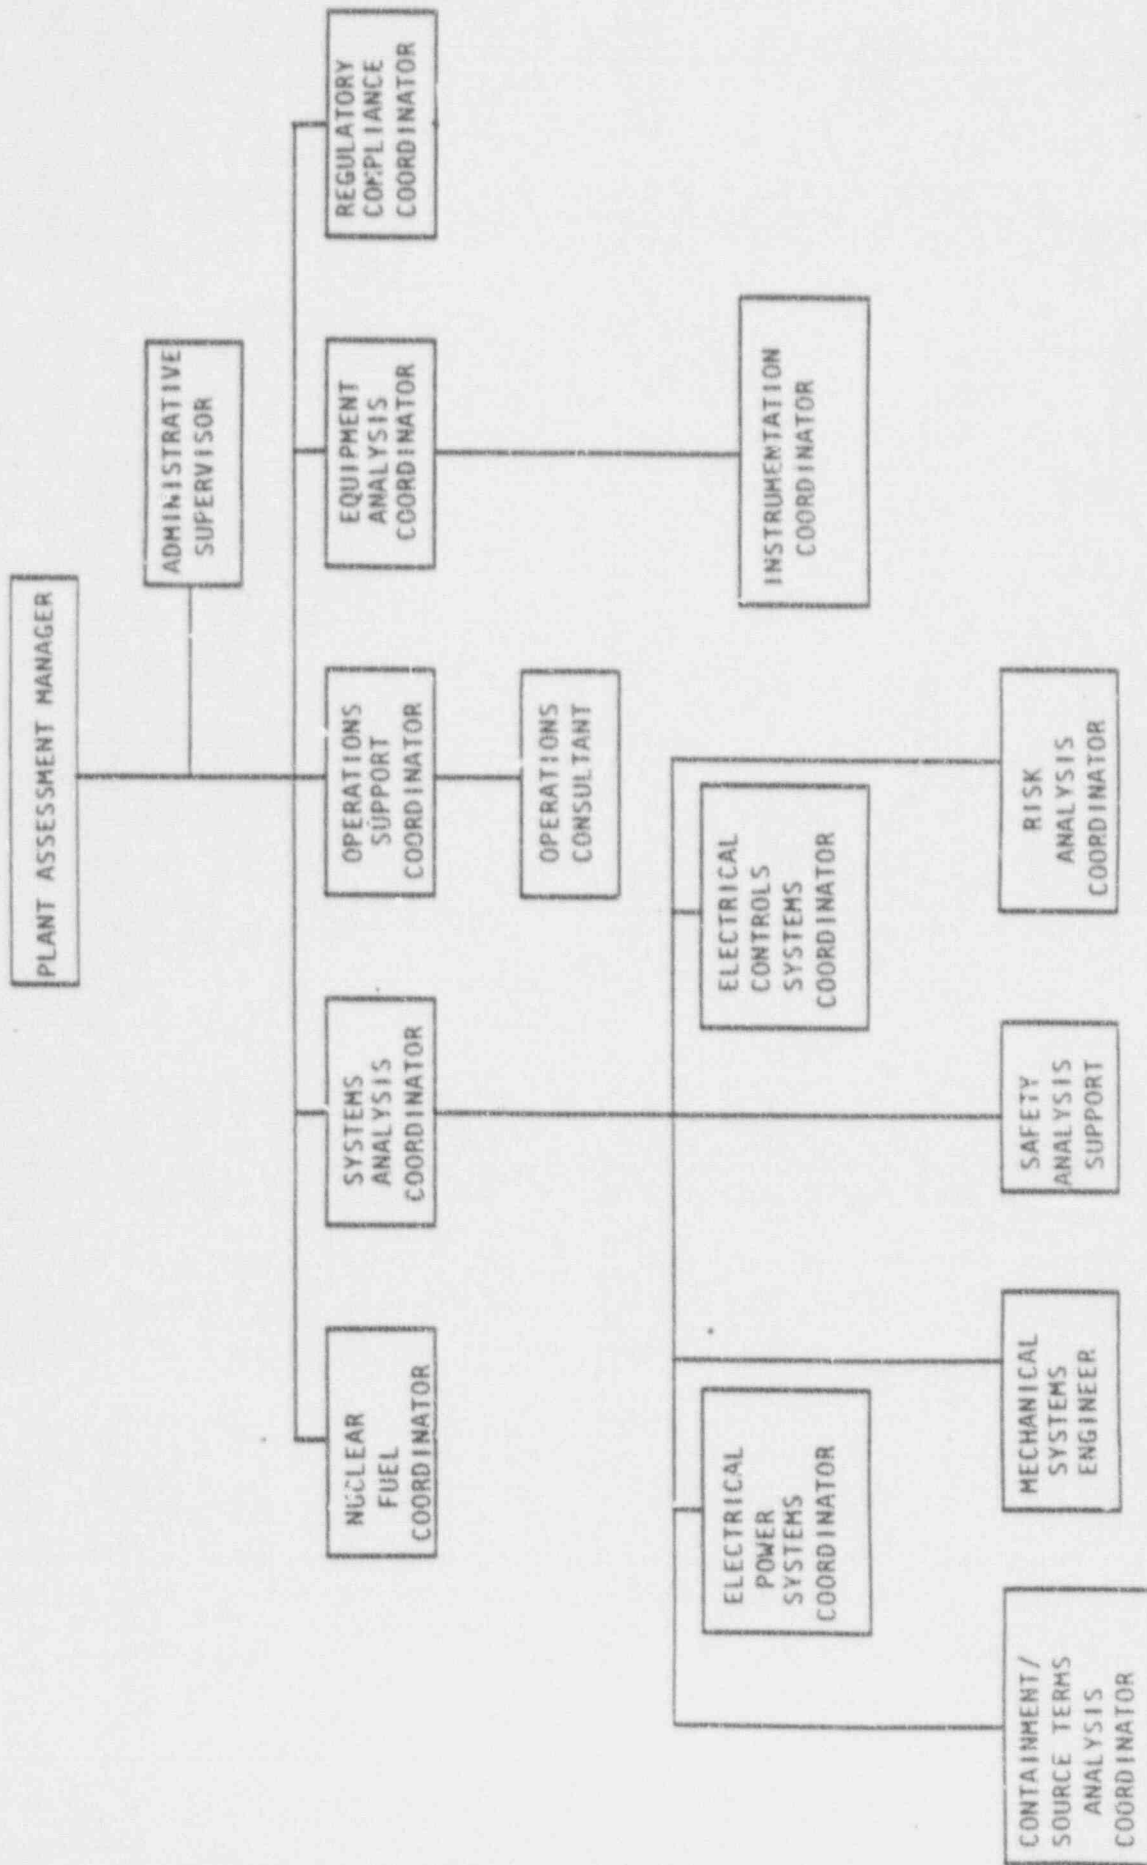 PLANT ASSESSMENT MANAGER
ADMINISTRATIVE
SUPERVISOR
NUCLEAR
FUEL
COORDINATOR
SYSTEMS
ANALYSIS
COORDINATOR
OPERATIONS
SUPPORT
COORDINATOR
EQUIPMENT
ANALYSIS
COORDINATOR
REGULATORY
COMPLIANCE
COORDINATOR
OPERATIONS
CONSULTANT
ELECTRICAL
POWER
SYSTEMS
COORDINATOR
ELECTRICAL
CONTROLS
SYSTEMS
COORDINATOR
INSTRUMENTATION
COORDINATOR
CONTAINMENT/
SOURCE TERMS
ANALYSIS
COORDINATOR
MECHANICAL
SYSTEMS
ENGINEER
SAFETY
ANALYSIS
SUPPORT
RISK
ANALYSIS
COORDINATOR